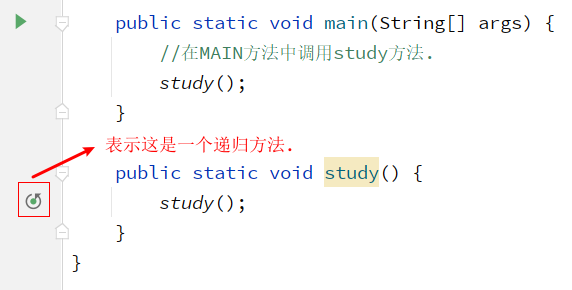 public static void main(String[] args) {
//在MAIN方法中调用study方法.
study();
}
表示这是一个递归方法.
public static void study() {
study();
}
}